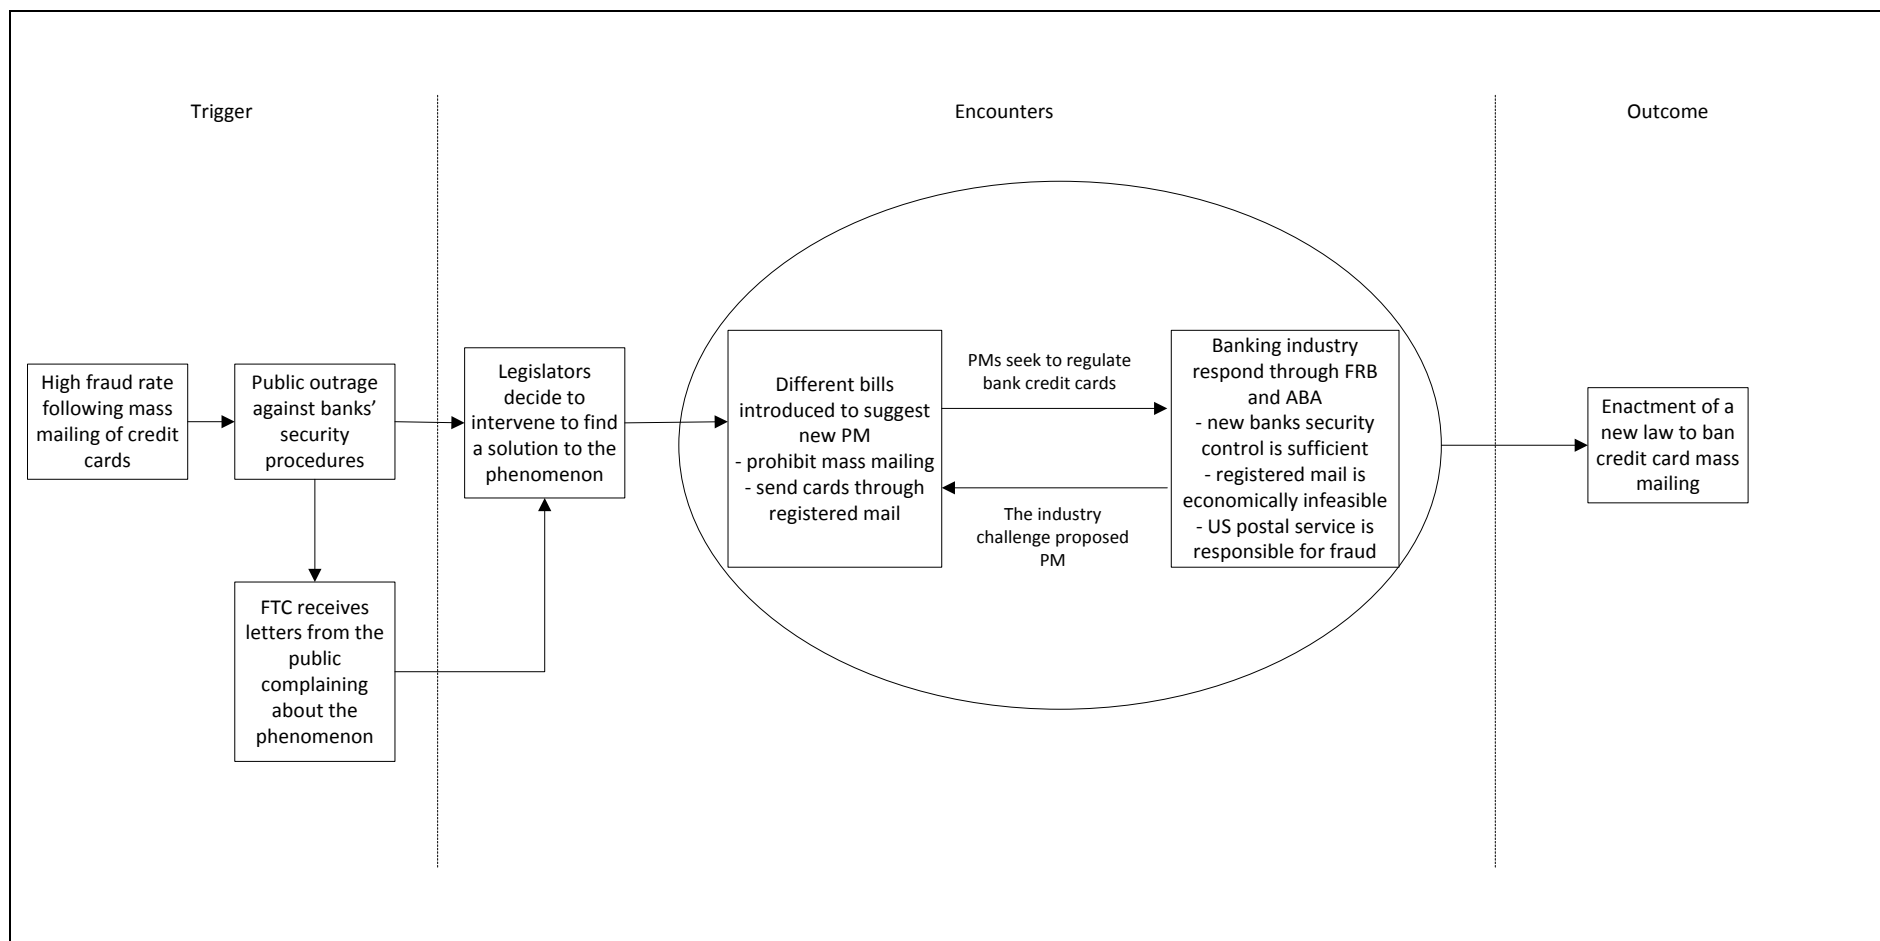 Trigger
Encounters
Outcome
High fraud rate
following mass
mailing of credit
cards
Public outrage
against banks’
security
procedures
FTC receives
letters from the
public
complaining
about the
phenomenon
Legislators
decide to
intervene to find
a solution to the
phenomenon
Different bills
introduced to suggest
new PM
- prohibit mass mailing
- send cards through
registered mail
PMs seek to regulate
bank credit cards
The industry
challenge proposed
PM
Banking industry
respond through FRB
and ABA
- new banks security
control is sufficient
- registered mail is
economically infeasible
- US postal service is
responsible for fraud
Enactment of a
new law to ban
credit card mass
mailing